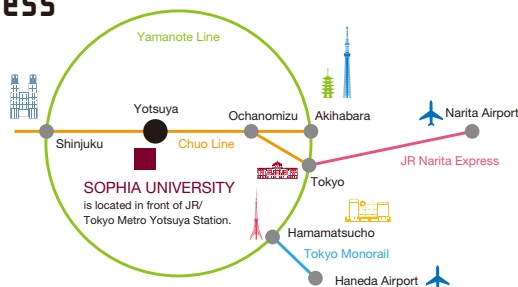 ess
Yamanote Line
Yotsuya
Ochanomizu
Akihabara
Narita Airport
Shinjuku
Chuo Line
JR Narita Express
SOPHIA UNIVERSITY
is located in front of JR/
Tokyo Metro Yotsuya Station.
Tokyo
Hamamatsucho
Tokyo Monorail
Haneda Airport